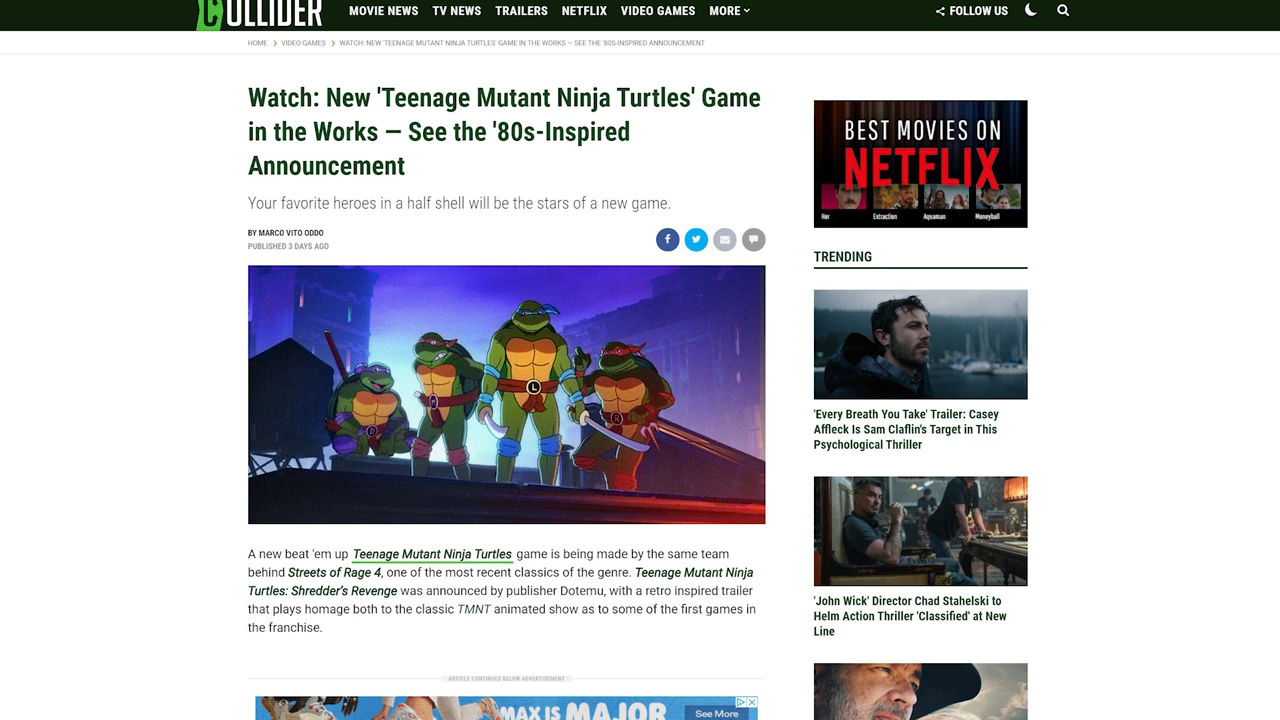 COLLIDER
MOVIE NEWS TV NEWS TRAILERS NETFLIX VIDEO GAMES MORE FOLLOW US
HOME VIDEO GAMES WATCH: NEW 'TEENAGE MUTANT NINJA TURTLES' GAME IN THE WORKS — SEE THE '80S-INSPIRED ANNOUNCEMENT
Watch: New 'Teenage Mutant Ninja Turtles' Game
in the Works — See the '80s-Inspired
Announcement
Your favorite heroes in a half shell will be the stars of a new game.
BY MARCO VITO ODDO
PUBLISHED 3 DAYS AGO
D
L
R
A new beat 'em up Teenage Mutant Ninja Turtles game is being made by the same team
behind Streets of Rage 4, one of the most recent classics of the genre. Teenage Mutant Ninja
Turtles: Shredder's Revenge was announced by publisher Dotemu, with a retro inspired trailer
that plays homage both to the classic TMNT animated show as to some of the first games in
the franchise.
ARTICLE CONTINUES BELOW ADVERTISEMENT
MAX IS MAJOR
See More
BEST MOVIES ON
NETFLIX
Her Extraction Aquaman Moneyball
TRENDING
'Every Breath You Take' Trailer: Casey
Affleck Is Sam Claflin's Target in This
Psychological Thriller
'John Wick' Director Chad Stahelski to
Helm Action Thriller 'Classified' at New
Line